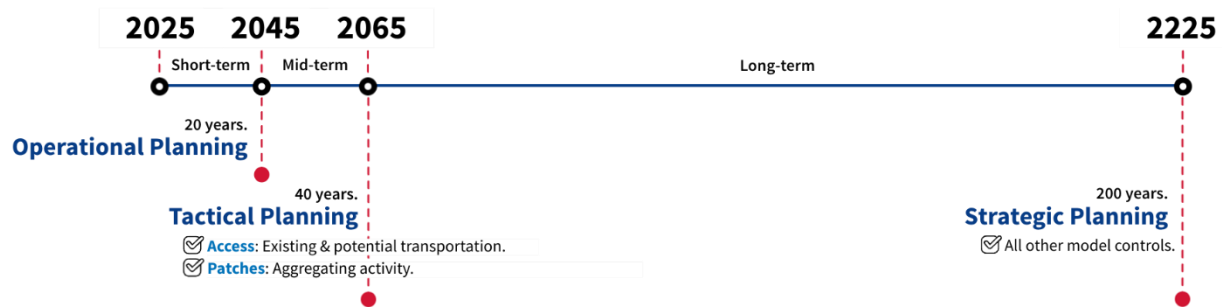 2025 2045 2065 2225
Short-term Mid-term Long-term
20 years.
Operational Planning
40 years.
Tactical Planning
Access: Existing & potential transportation.
Patches: Aggregating activity.
200 years.
Strategic Planning
All other model controls.